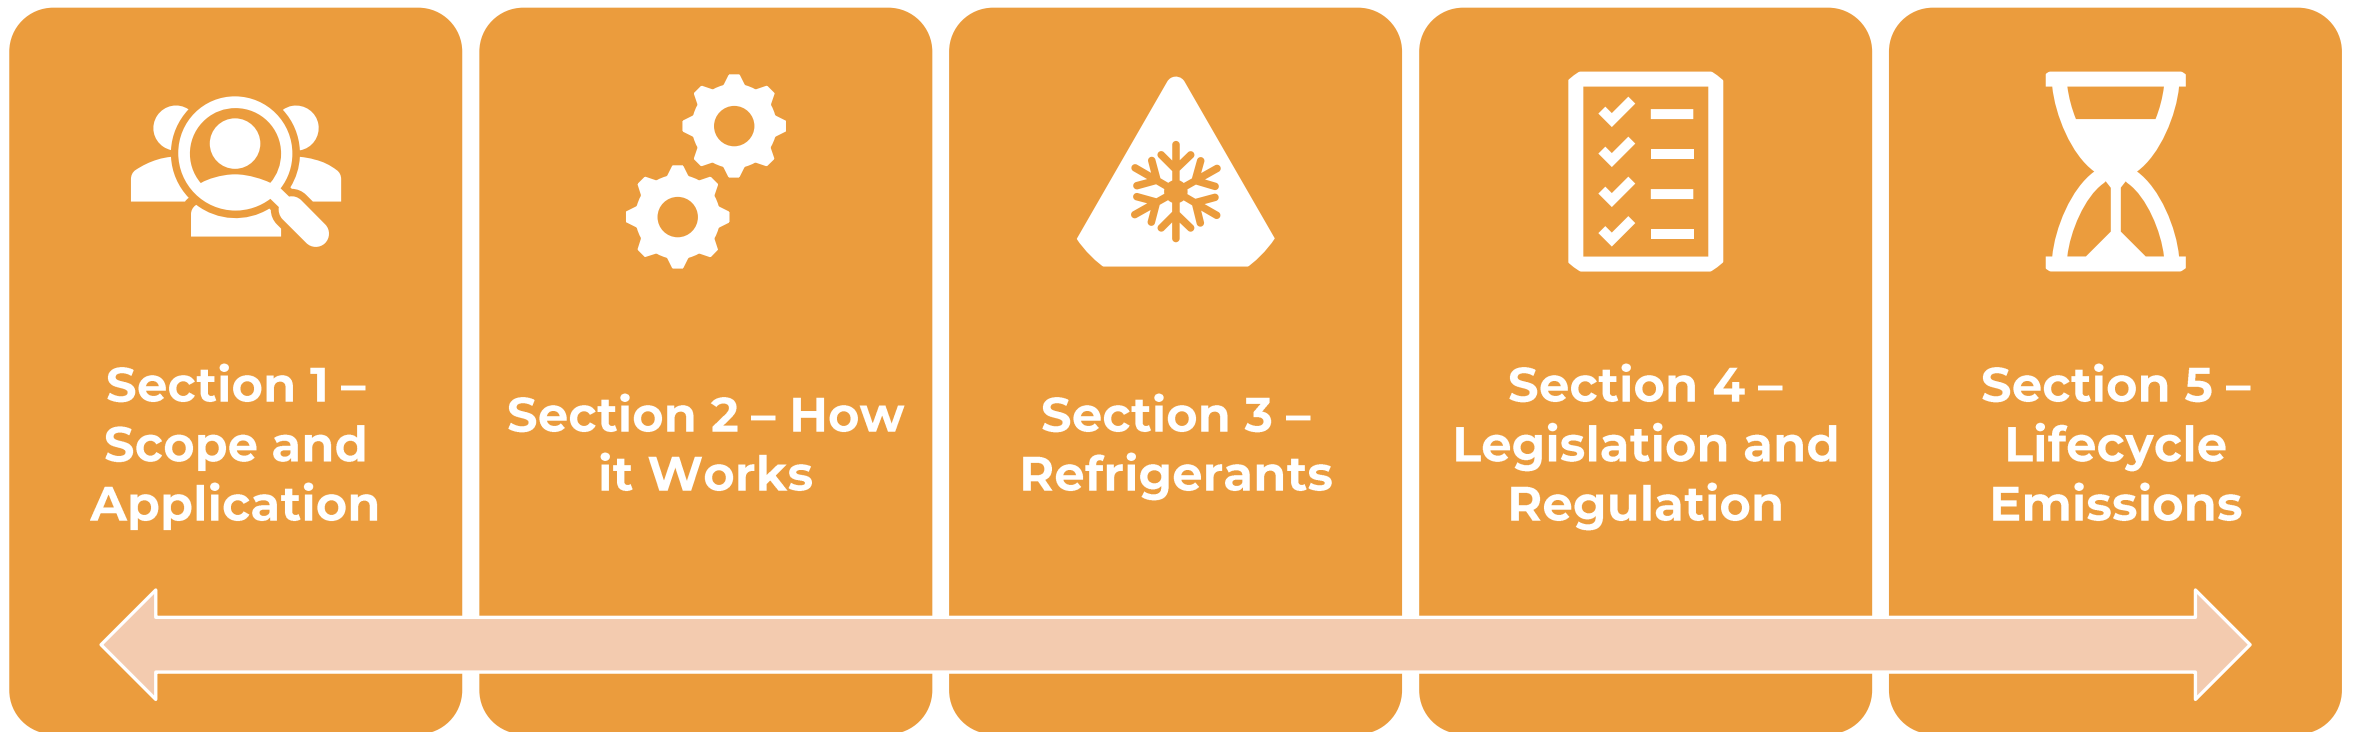 Section 1 –
Scope and
Application
Section 2 – How
it Works
Section 3 –
Refrigerants
Section 4 –
Legislation and
Regulation
Section 5 –
Lifecycle
Emissions